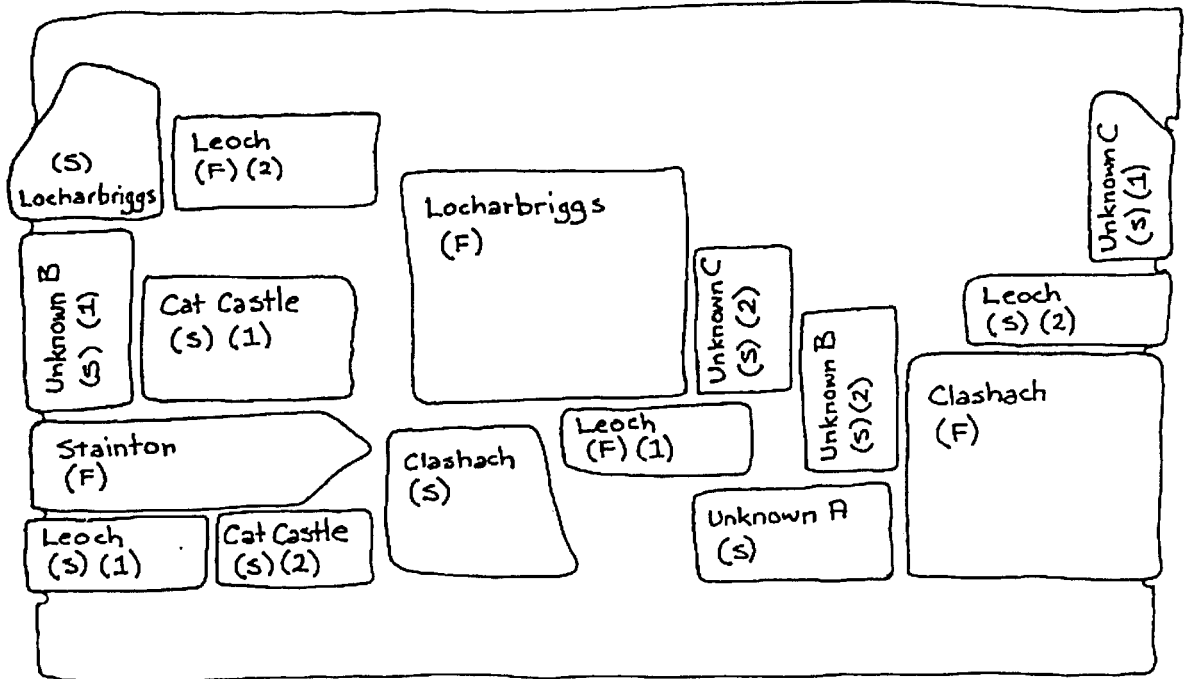 (S)
Locharbriggs
Leoch
(F) (2)
Locharbriggs
(F)
Unknown C
(S) (1)
Unknown B
(S) (1)
Cat Castle
(S) (1)
Unknown C
(S) (2)
Leoch
(S) (2)
Unknown B
(S) (2)
Clashach
(F)
Stainton
(F)
Clashach
(S)
Leoch
(F) (1)
Leoch
(S) (1)
Cat Castle
(S) (2)
Unknown A
(S)